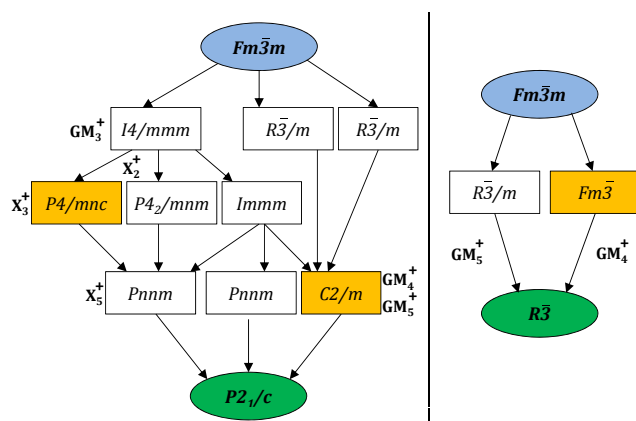 Fm3̄m
GM₃⁺ I4/mmm R3̄/m R3̄/m
X₂⁺
X₃⁺ P4/mnc P4₂/mnm Immm
X₅⁺ Pnnm Pnnm C2/m GM₄⁺
GM₅⁺
P2₁/c
Fm3̄m
R3̄/m Fm3̄
GM₅⁺ GM₄⁺
R3̄